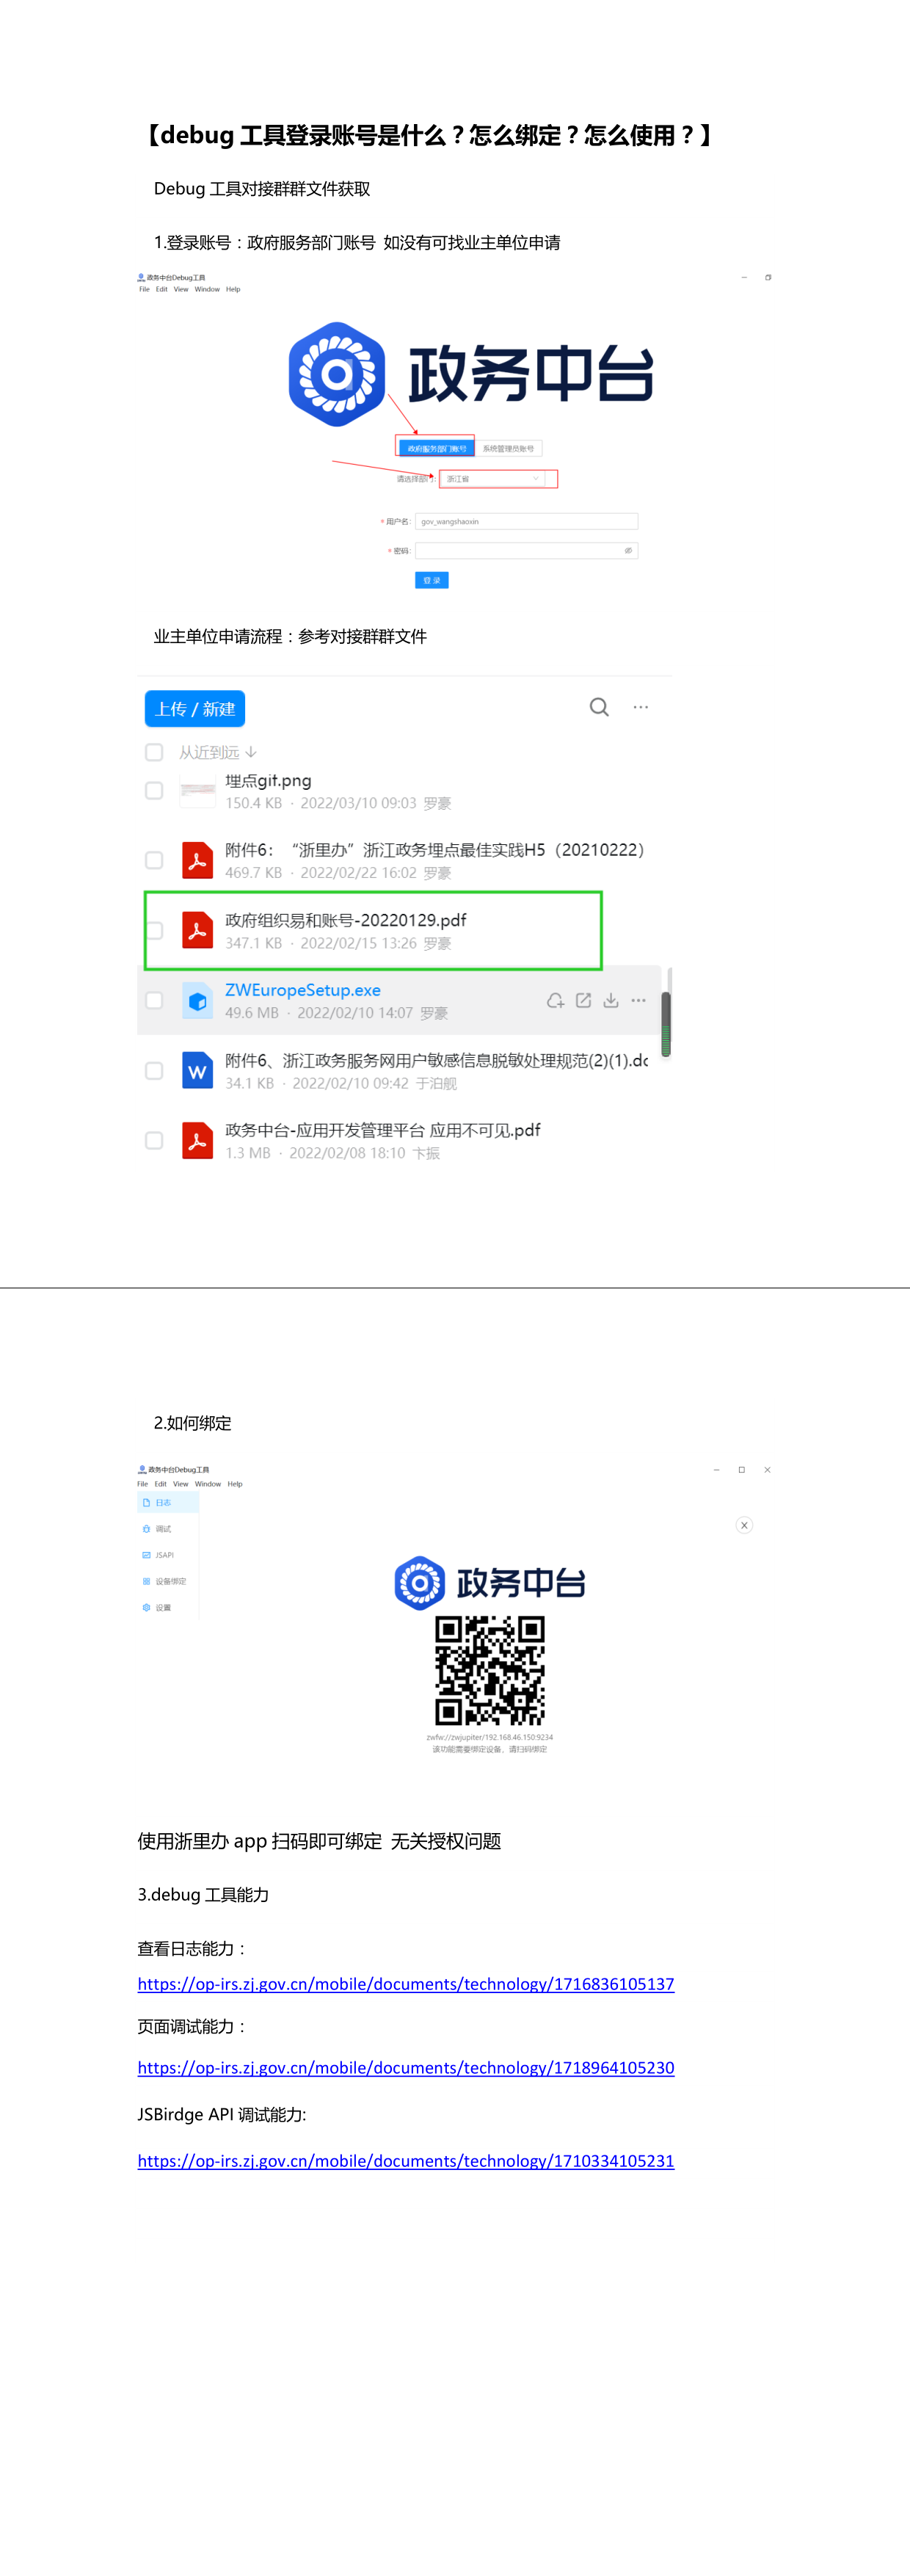 【debug 工具登录账号是什么？怎么绑定？怎么使用？】
Debug 工具对接群群文件获取
1.登录账号：政府服务部门账号 如没有可找业主单位申请
政务中台Debug工具
File Edit View Window Help
政务中台
政府服务部门账号 系统管理员账号
请选择部门: 浙江省
* 用户名: gov_wangshaoxin
* 密码:
登 录
业主单位申请流程：参考对接群群文件
上传 / 新建
从近到远
埋点git.png
150.4 KB · 2022/03/10 09:03 罗豪
附件6：“浙里办”浙江政务埋点最佳实践H5（20210222）
469.7 KB · 2022/02/22 16:02 罗豪
政府组织易和账号-20220129.pdf
347.1 KB · 2022/02/15 13:26 罗豪
ZWEuropeSetup.exe
49.6 MB · 2022/02/10 14:07 罗豪
附件6、浙江政务服务网用户敏感信息脱敏处理规范(2)(1).dc
34.1 KB · 2022/02/10 09:42 于泊舰
政务中台-应用开发管理平台 应用不可见.pdf
1.3 MB · 2022/02/08 18:10 卞振
2.如何绑定
政务中台Debug工具
File Edit View Window Help
日志
调试
JSAPI
设备绑定
设置
政务中台
zwfw://zwjupiter/192.168.46.150:9234
该功能需要绑定设备，请扫码绑定
使用浙里办 app 扫码即可绑定 无关授权问题
3.debug 工具能力
查看日志能力：
https://op-irs.zj.gov.cn/mobile/documents/technology/1716836105137
页面调试能力：
https://op-irs.zj.gov.cn/mobile/documents/technology/1718964105230
JSBirdge API 调试能力:
https://op-irs.zj.gov.cn/mobile/documents/technology/1710334105231